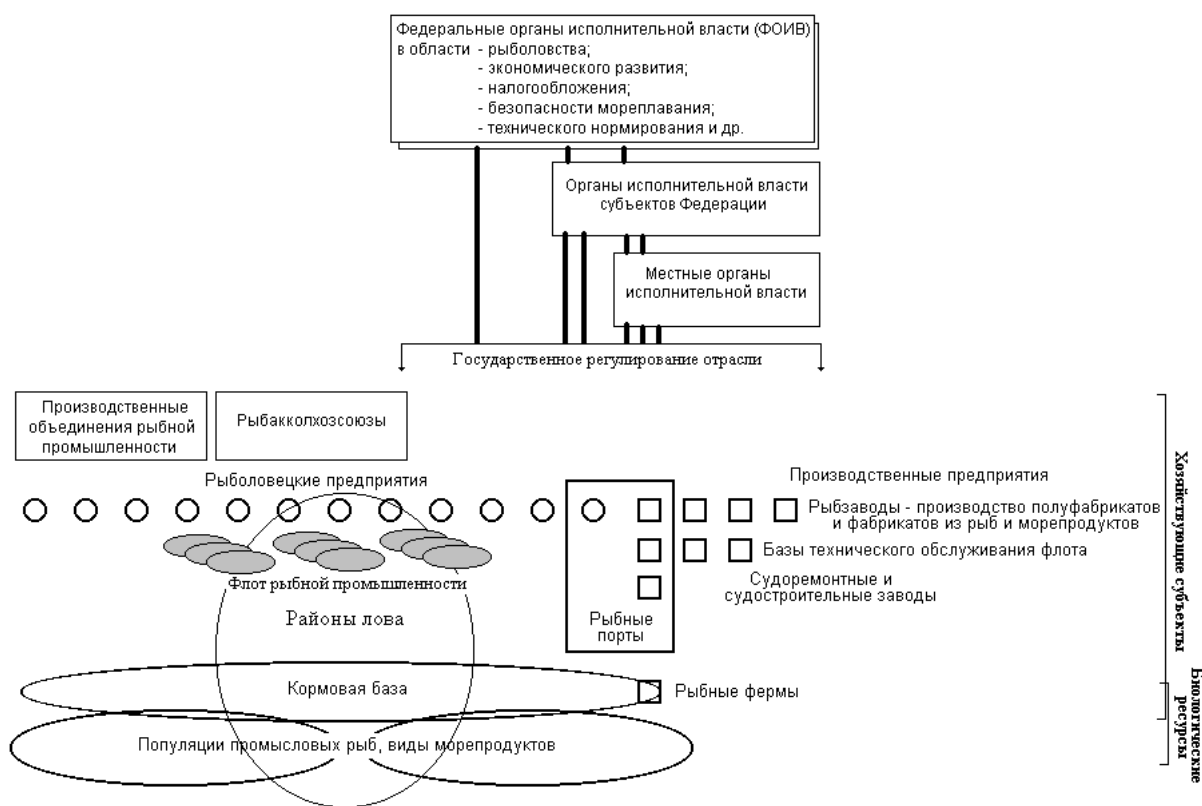 Федеральные органы исполнительной власти (ФОИВ)
в области - рыболовства;
- экономического развития;
- налогообложения;
- безопасности мореплавания;
- технического нормирования и др.
Органы исполнительной власти
субъектов Федерации
Местные органы
исполнительной власти
Государственное регулирование отрасли
Производственные
объединения рыбной
промышленности
Рыбакколхозсоюзы
Рыболовецкие предприятия
Производственные предприятия
Рыбзаводы - производство полуфабрикатов
и фабрикатов из рыб и морепродуктов
Базы технического обслуживания флота
Флот рыбной промышленности
Судоремонтные и
судостроительные заводы
Районы лова
Рыбные
порты
Кормовая база
Рыбные фермы
Популяции промысловых рыб, виды морепродуктов
Хозяйствующие субъекты
Биологические
ресурсы